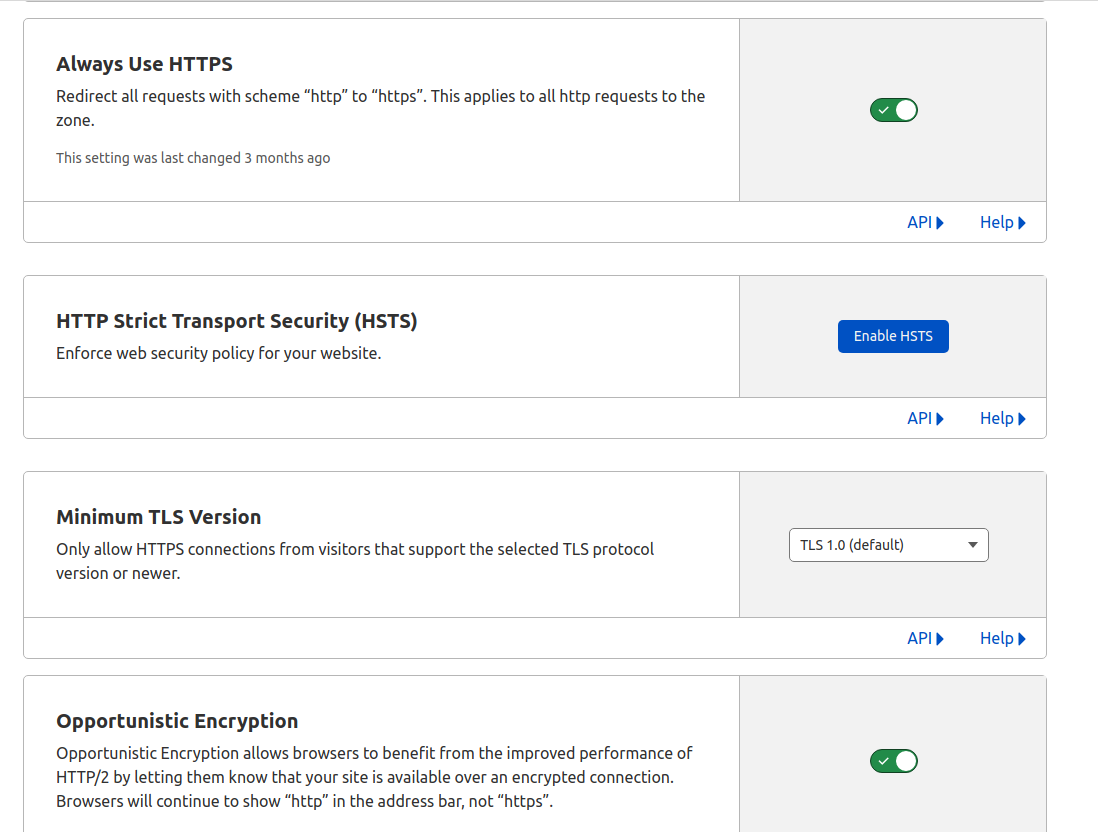 Always Use HTTPS
Redirect all requests with scheme “http” to “https”. This applies to all http requests to the
zone.
This setting was last changed 3 months ago
API
Help
HTTP Strict Transport Security (HSTS)
Enforce web security policy for your website.
Enable HSTS
API
Help
Minimum TLS Version
Only allow HTTPS connections from visitors that support the selected TLS protocol
version or newer.
TLS 1.0 (default)
API
Help
Opportunistic Encryption
Opportunistic Encryption allows browsers to benefit from the improved performance of
HTTP/2 by letting them know that your site is available over an encrypted connection.
Browsers will continue to show “http” in the address bar, not “https”.